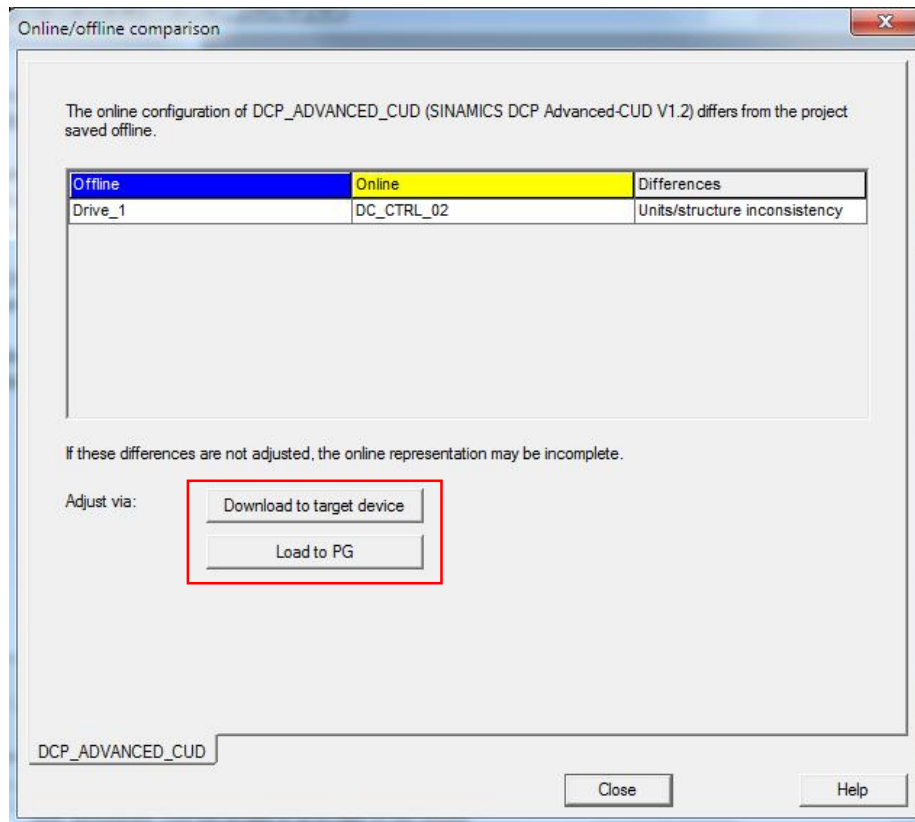 Online/offline comparison
The online configuration of DCP_ADVANCED_CUD (SINAMICS DCP Advanced-CUD V1.2) differs from the project
saved offline.
Offline Online Differences
Drive_1 DC_CTRL_02 Units/structure inconsistency
If these differences are not adjusted, the online representation may be incomplete.
Adjust via: Download to target device
Load to PG
DCP_ADVANCED_CUD
Close Help